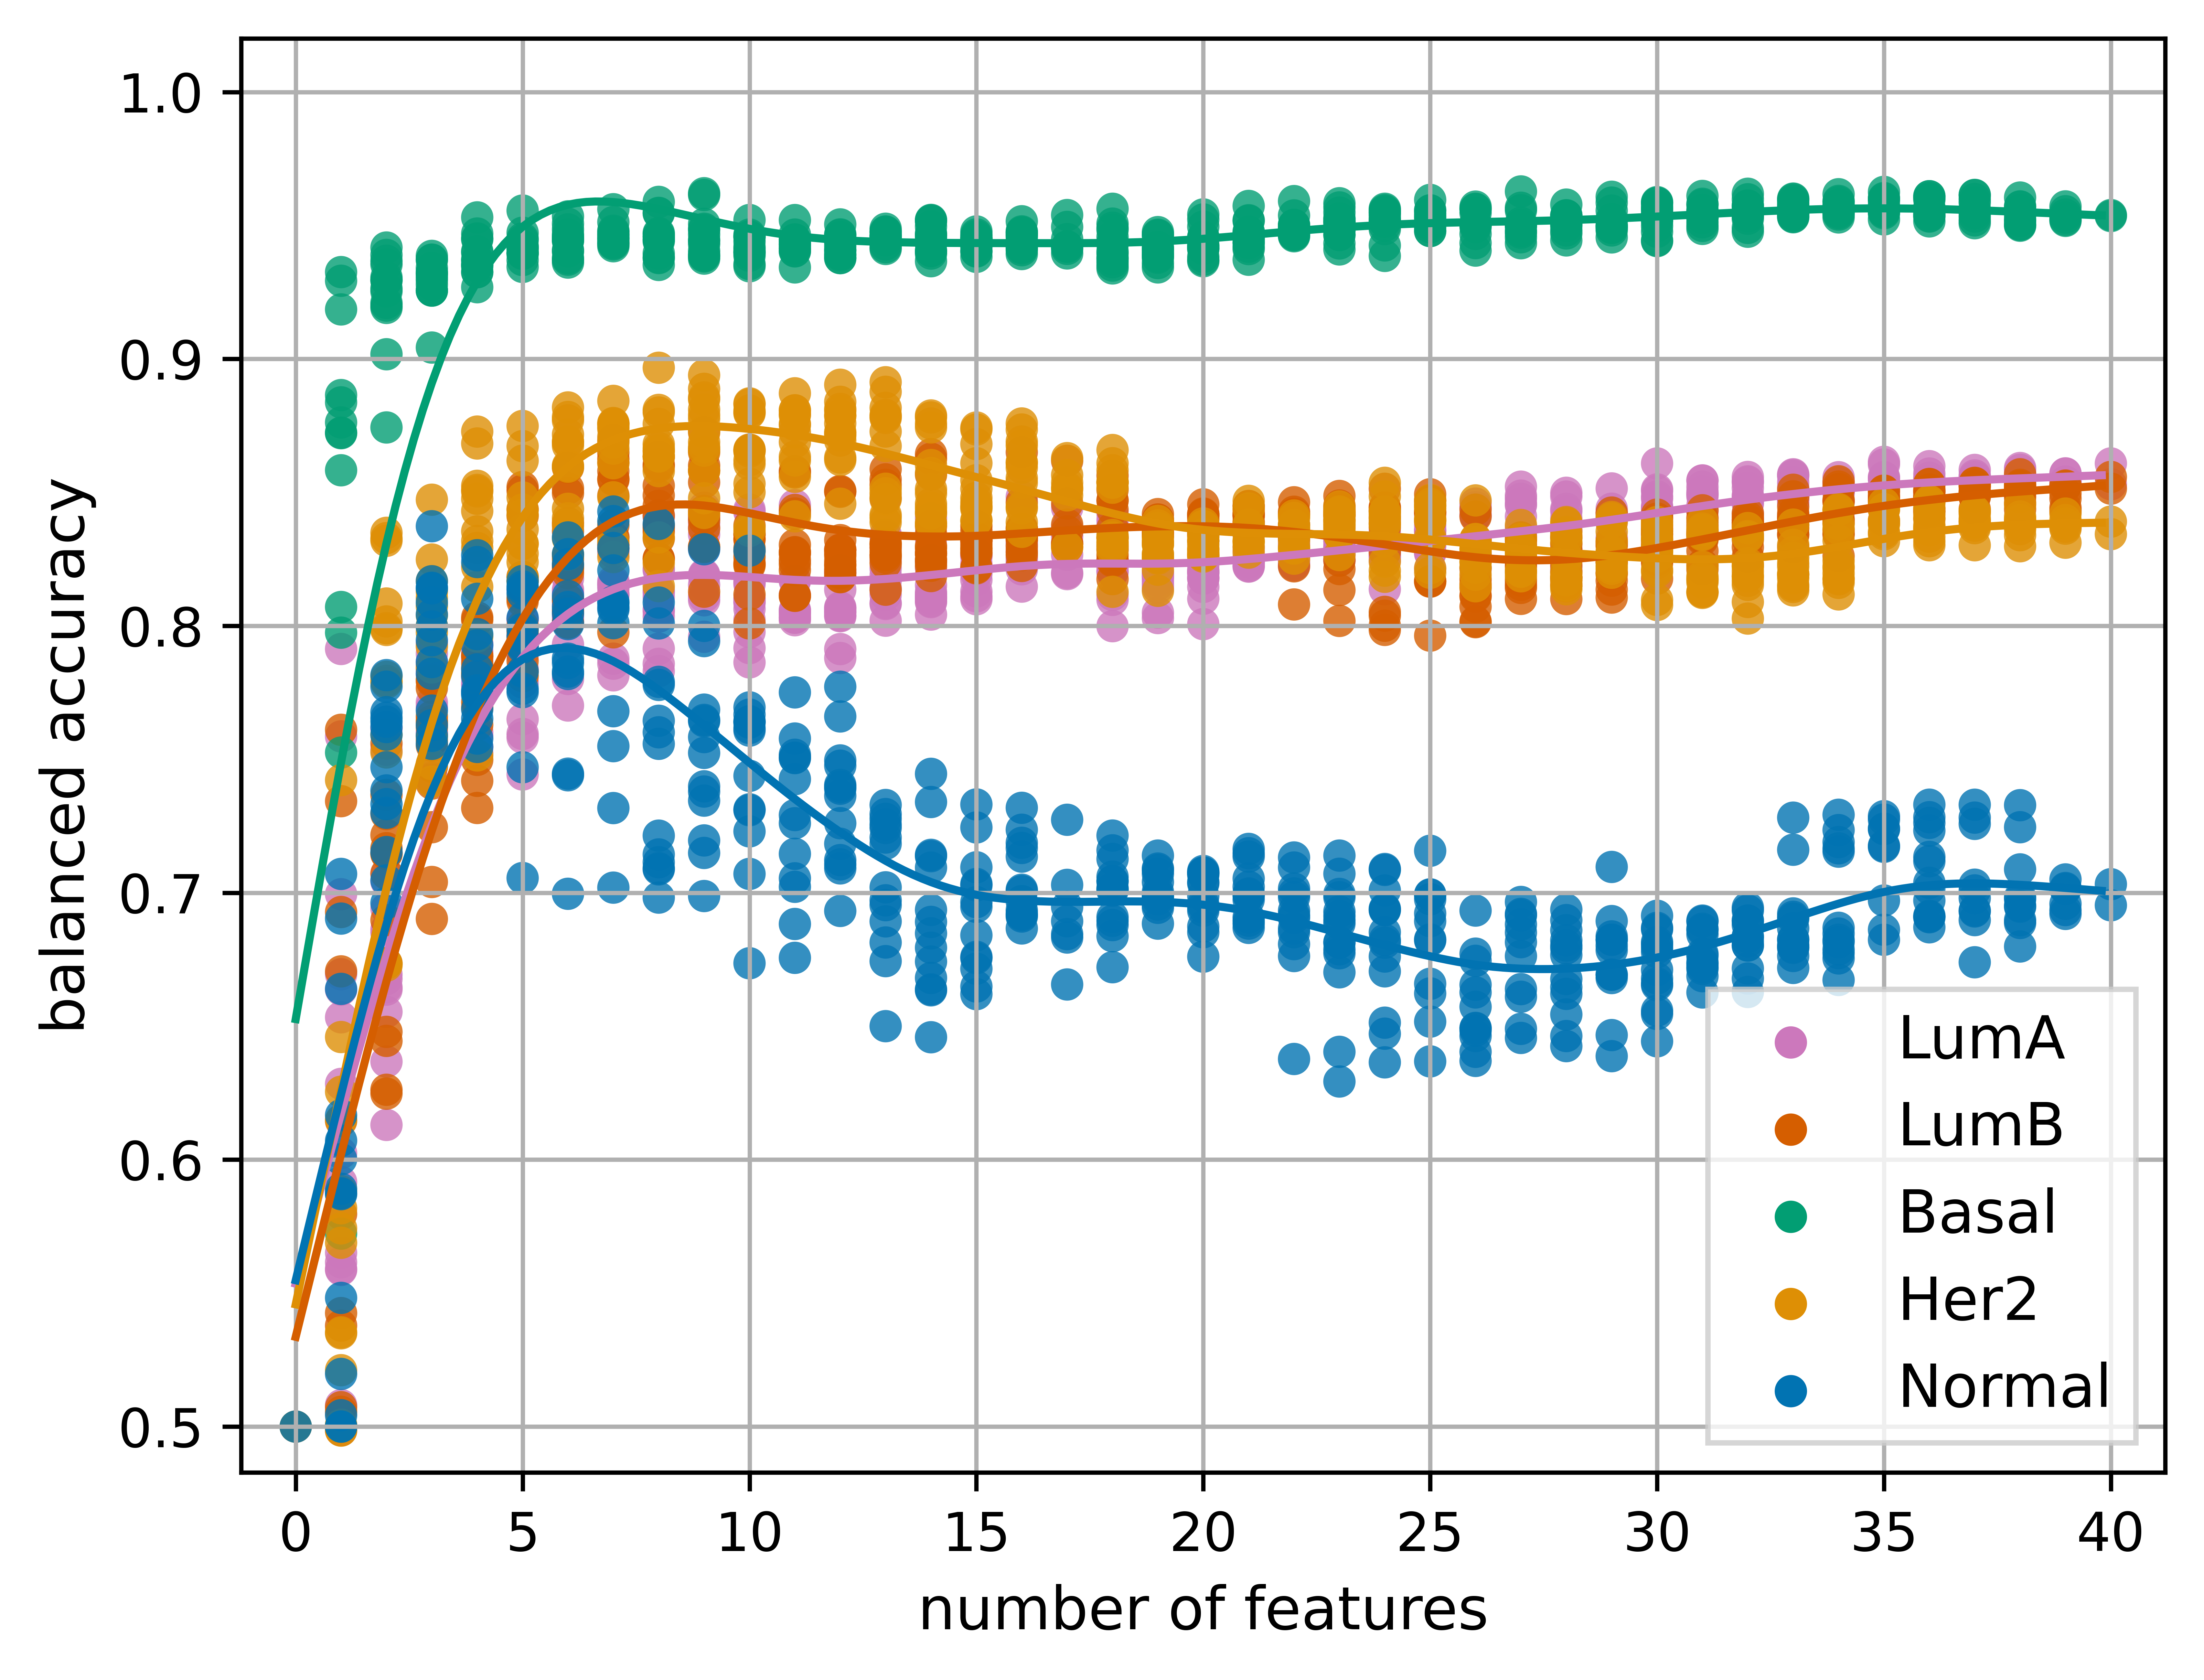 1.0
0.9
0.8
0.7
0.6
0.5
balanced accuracy
LumA
LumB
Basal
Her2
Normal
0 5 10 15 20 25 30 35 40
number of features